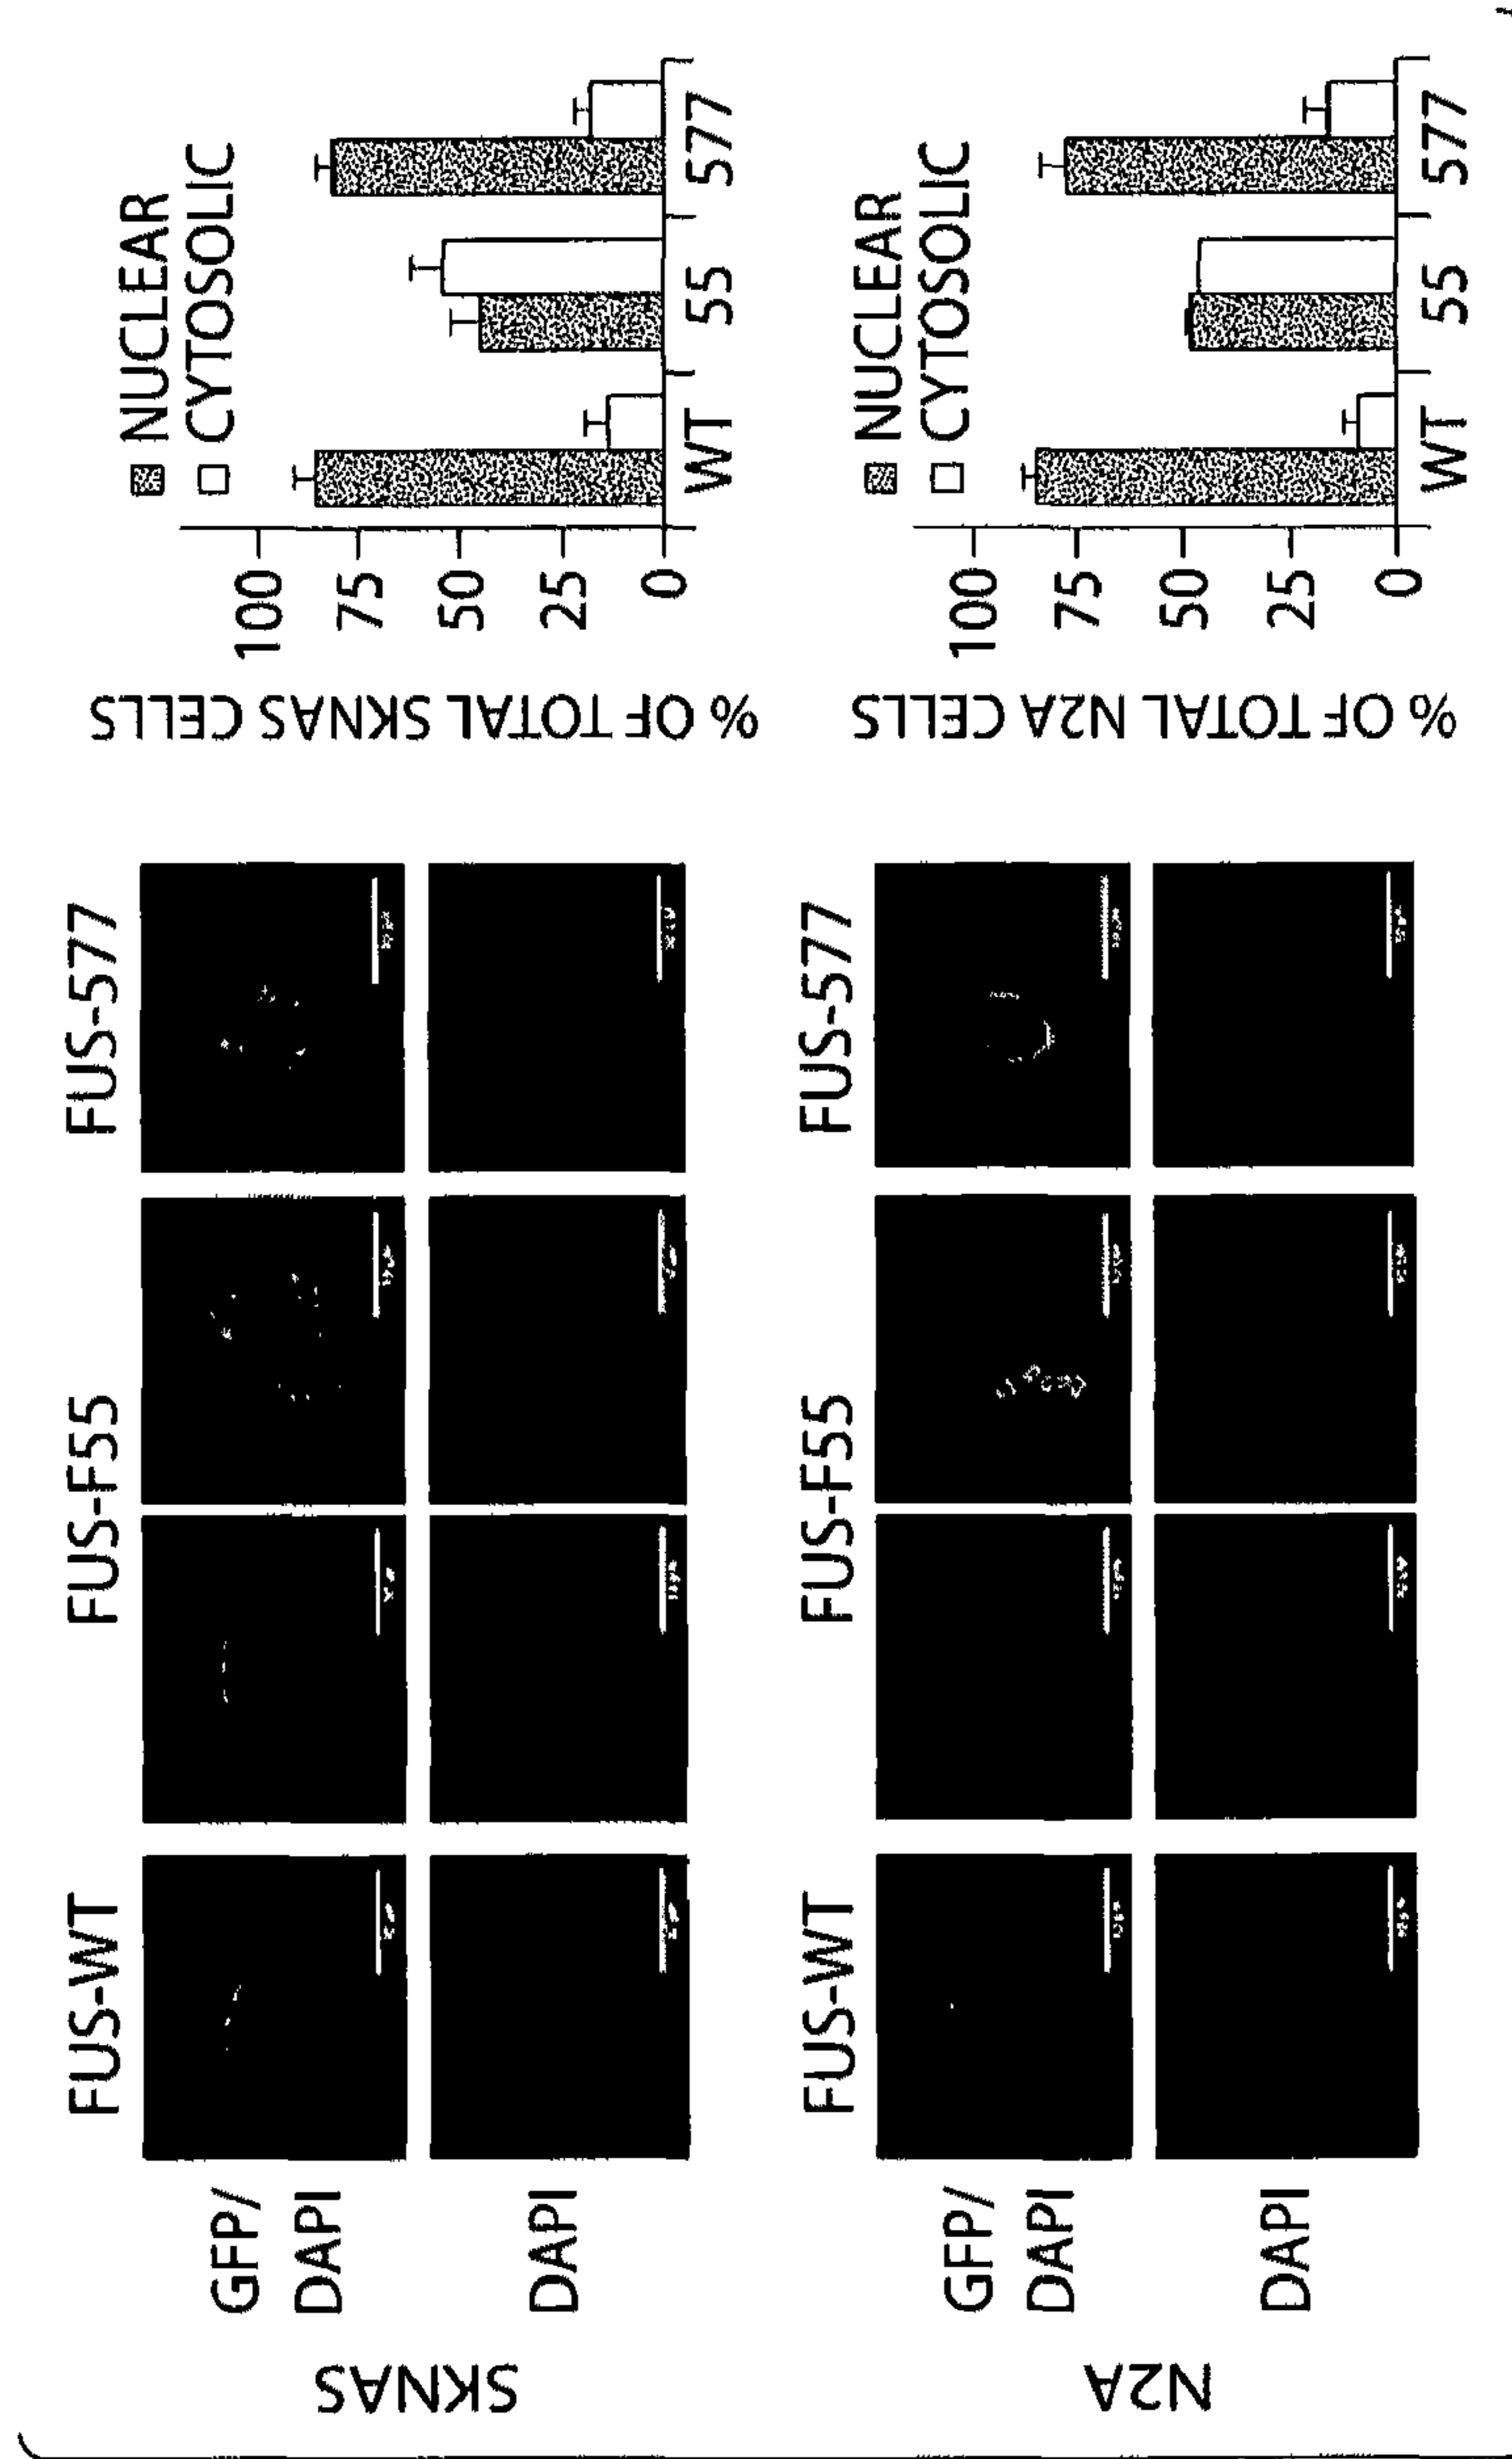 FUS-WT
FUS-F55
FUS-577
SKNAS
GFP/
DAPI
DAPI
% OF TOTAL SKNAS CELLS
100
75
50
25
0
NUCLEAR
CYTOSOLIC
WT
55
577
FUS-WT
FUS-F55
FUS-577
N2A
GFP/
DAPI
DAPI
% OF TOTAL N2A CELLS
100
75
50
25
0
NUCLEAR
CYTOSOLIC
WT
55
577